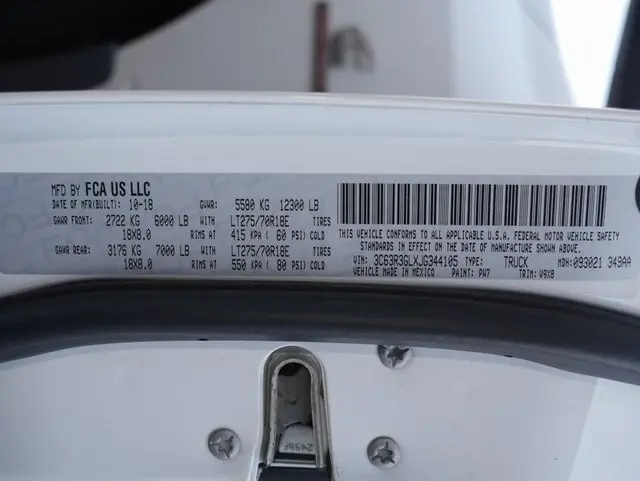 MFD BY FCA US LLC
DATE OF MFR(BUILT): 10-18 GVWR: 5580 KG 12300 LB
GAWR FRONT: 2722 KG 6000 LB WITH LT275/70R18E TIRES
18X8.0 RIMS AT 415 KPA ( 60 PSI) COLD
GAWR REAR: 3176 KG 7000 LB WITH LT275/70R18E TIRES
18X8.0 RIMS AT 550 KPA ( 80 PSI) COLD
THIS VEHICLE CONFORMS TO ALL APPLICABLE U.S.A. FEDERAL MOTOR VEHICLE SAFETY
STANDARDS IN EFFECT ON THE DATE OF MANUFACTURE SHOWN ABOVE.
VIN: 3C63R3GLXJG344105 TYPE: TRUCK MDH: 093021 349AA
MADE IN MEXICO PAINT: PW7 TRIM: V9X8